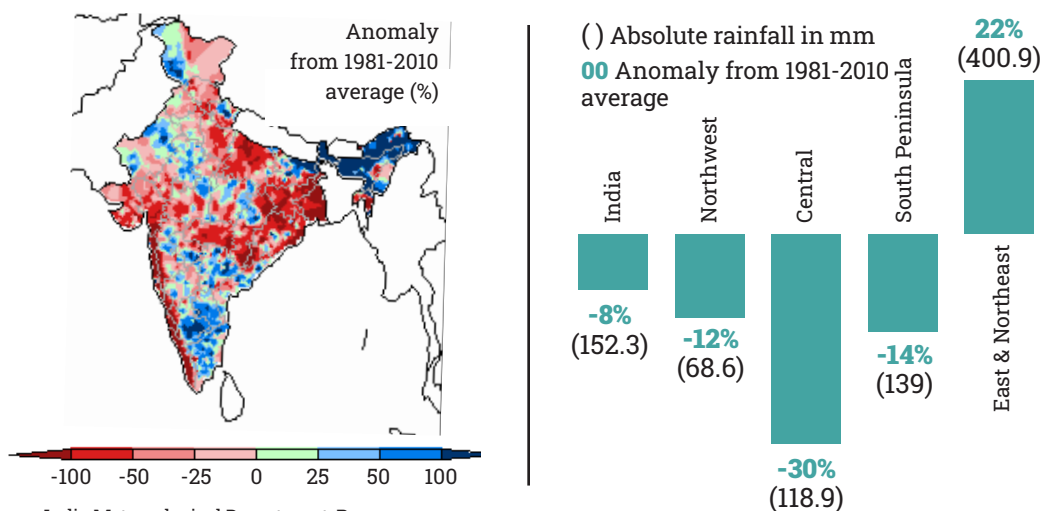 Anomaly
from 1981-2010
average (%)
-100 -50 -25 0 25 50 100
( ) Absolute rainfall in mm
00 Anomaly from 1981-2010
average
India
-8%
(152.3)
Northwest
-12%
(68.6)
Central
-30%
(118.9)
South Peninsula
-14%
(139)
22%
(400.9)
East & Northeast